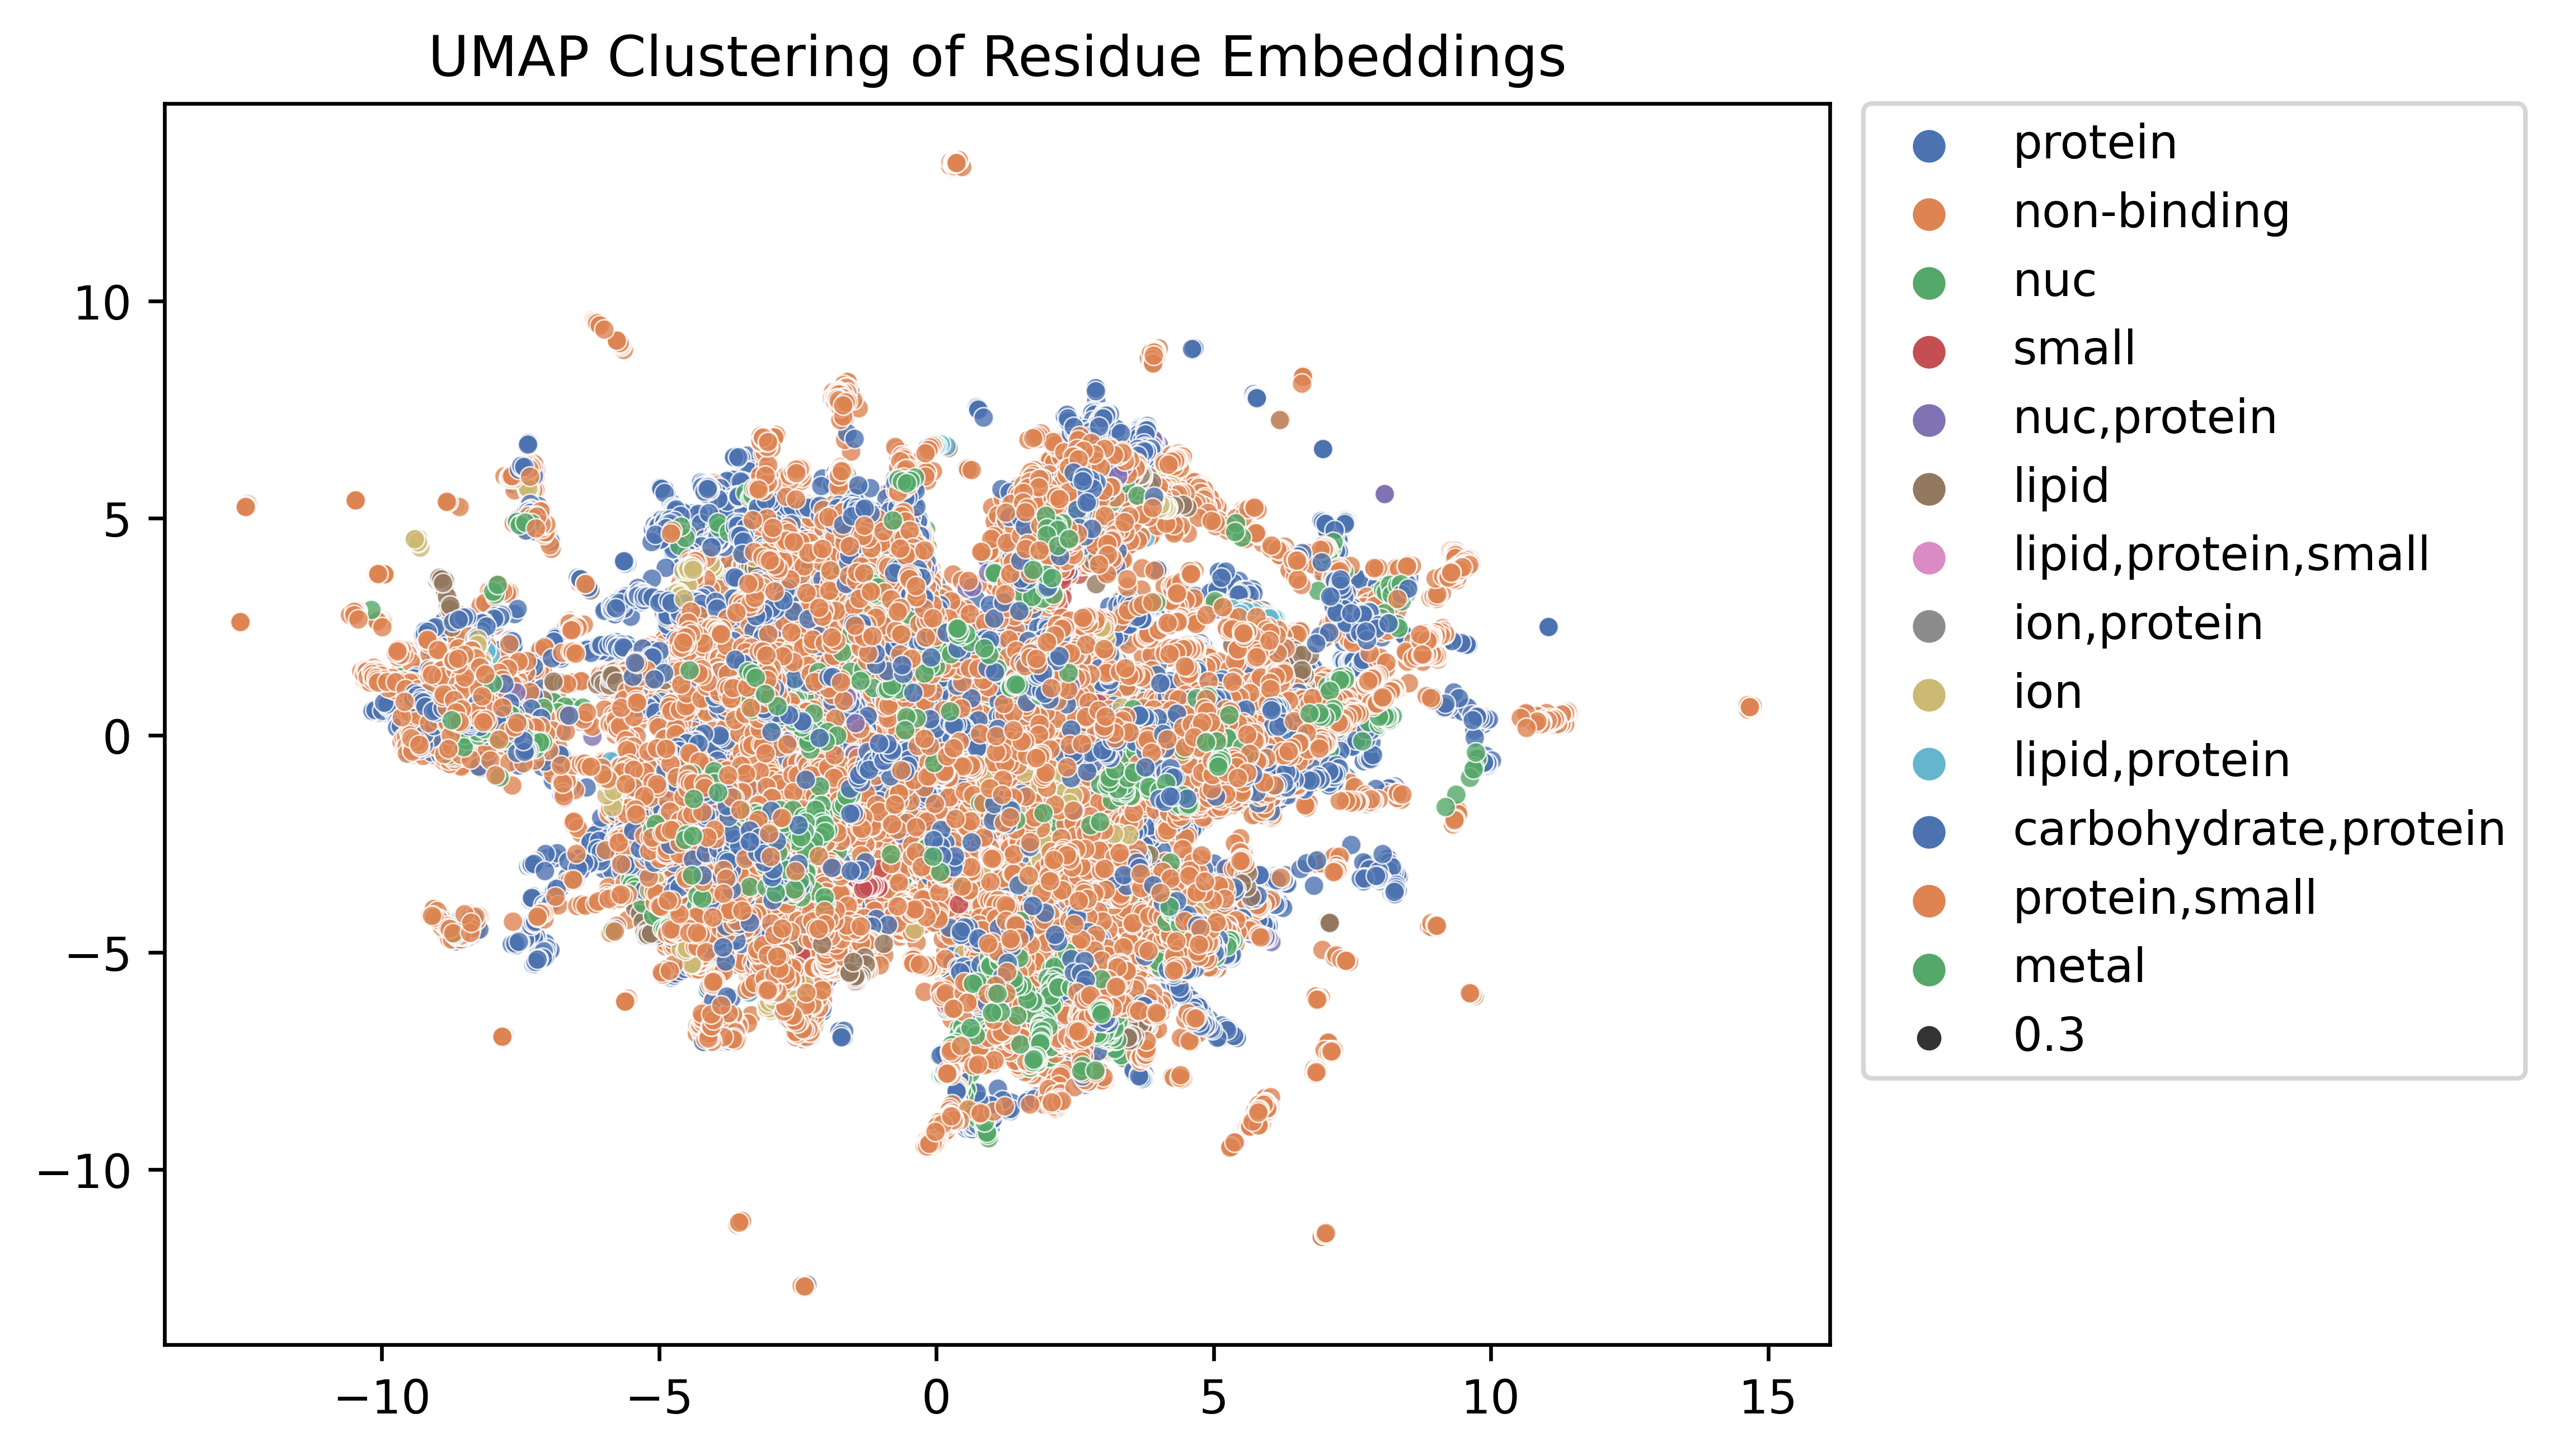 UMAP Clustering of Residue Embeddings
10
5
0
−5
−10
−10 −5 0 5 10 15
protein
non-binding
nuc
small
nuc,protein
lipid
lipid,protein,small
ion,protein
ion
lipid,protein
carbohydrate,protein
protein,small
metal
0.3